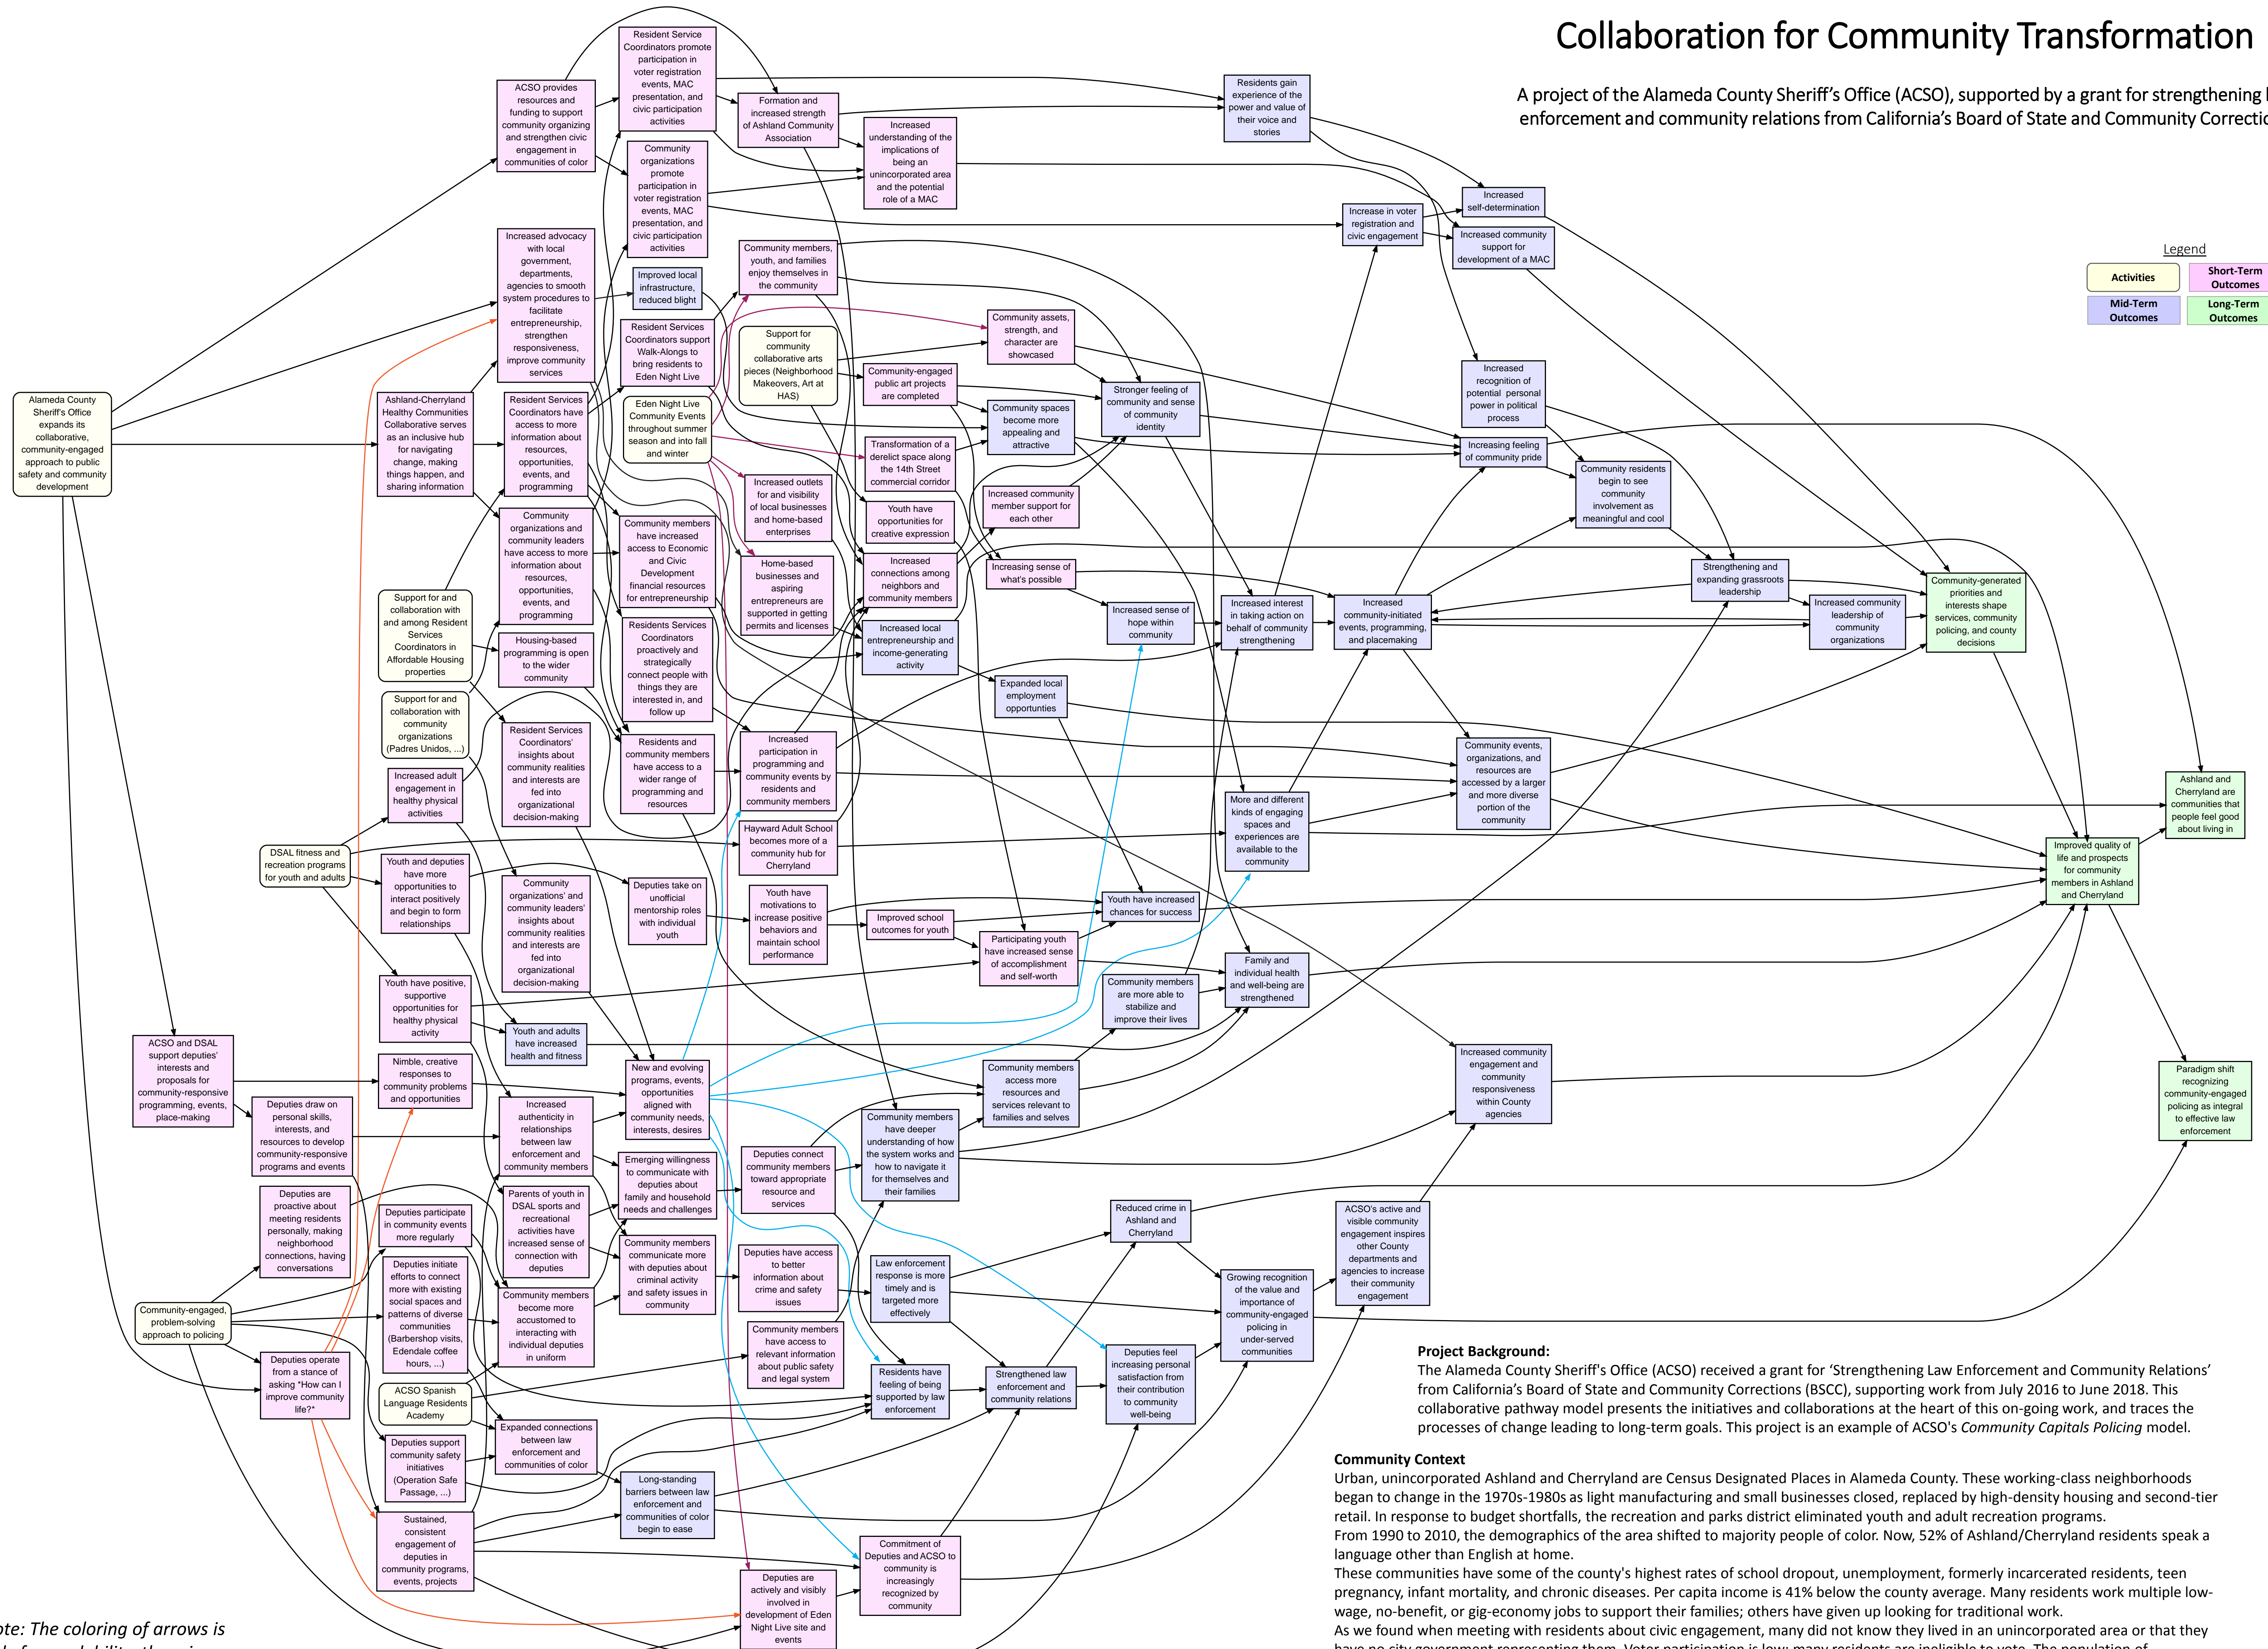 Collaboration for Community Transformation
A project of the Alameda County Sheriff's Office (ACSO), supported by a grant for strengthening
enforcement and community relations from California's Board of State and Community
Legend
Activities
Short-Term
Outcomes
Mid-Term
Outcomes
Long-Term
Outcomes
Alameda County
Sheriff's Office
expands its
collaborative,
community-engaged
approach to public
safety and community
development
ACSO and DSAL
support deputies'
interests and
proposals for
community-responsive
programming, events,
place-making
Community-engaged,
problem-solving
approach to policing
DSAL fitness and
recreation programs
for youth and adults
Deputies draw on
personal skills,
interests, and
resources to develop
community-responsive
programs and events
Deputies are
proactive about
meeting residents
personally, making
neighborhood
connections, having
conversations
Deputies operate
from a stance of
asking "How can I
improve community
life?"
Ashland-Cherryland
Healthy Communities
Collaborative serves
as an inclusive hub
for navigating
change, making
things happen, and
sharing information
Support for and
collaboration with
and among Resident
Services
Coordinators in
Affordable Housing
properties
Support for and
collaboration with
community
organizations
(Padres Unidos, ...)
Increased adult
engagement in
healthy physical
activities
Youth and deputies
have more
opportunities to
interact positively
and begin to form
relationships
Youth have positive,
supportive
opportunities for
healthy physical
activity
Nimble, creative
responses to
community problems
and opportunities
Deputies participate
in community events
more regularly
Deputies initiate
efforts to connect
more with existing
social spaces and
patterns of diverse
communities
(Barbershop visits,
Edendale coffee
hours, ...)
ACSO Spanish
Language Residents
Academy
Deputies support
community safety
initiatives
(Operation Safe
Passage, ...)
Sustained,
consistent
engagement of
deputies in
community programs,
events, projects
ACSO provides
resources and
funding to support
community organizing
and strengthen civic
engagement in
communities of color
Increased advocacy
with local
government,
departments,
agencies to smooth
system procedures to
facilitate
entrepreneurship,
strengthen
responsiveness,
improve community
services
Resident Services
Coordinators have
access to more
information about
resources,
opportunities,
events, and
programming
Community
organizations and
community leaders
have access to more
information about
resources,
opportunities,
events, and
programming
Housing-based
programming is open
to the wider
community
Resident Services
Coordinators'
insights about
community realities
and interests are
fed into
organizational
decision-making
Community
organizations' and
community leaders'
insights about
community realities
and interests are
fed into
organizational
decision-making
Youth and adults
have increased
health and fitness
Increased
authenticity in
relationships
between law
enforcement and
community members
Parents of youth in
DSAL sports and
recreational
activities have
increased sense of
connection with
deputies
Community members
become more
accustomed to
interacting with
individual deputies
in uniform
Expanded connections
between law
enforcement and
communities of color
Resident Service
Coordinators promote
participation in
voter registration
events, MAC
presentation, and
civic participation
activities
Community
organizations
promote
participation in
voter registration
events, MAC
presentation, and
civic participation
activities
Improved local
infrastructure,
reduced blight
Resident Services
Coordinators support
Walk-Alongs to
bring residents to
Eden Night Live
Eden Night Live
Community Events
throughout summer
season and into fall
and winter
Community members
have increased
access to Economic
and Civic
Development
financial resources
for entrepreneurship
Residents Services
Coordinators
proactively and
strategically
connect people with
things they are
interested in, and
follow up
Residents and
community members
have access to a
wider range of
programming and
resources
Deputies take on
unofficial
mentorship roles
with individual
youth
New and evolving
programs, events,
opportunities
aligned with
community needs,
interests, desires
Emerging willingness
to communicate with
deputies about
family and household
needs and challenges
Community members
communicate more
with deputies about
criminal activity
and safety issues in
community
Long-standing
barriers between law
enforcement and
communities of color
begin to ease
Formation and
increased strength
of Ashland Community
Association
Community members,
youth, and families
enjoy themselves in
the community
Support for
community
collaborative arts
pieces (Neighborhood
Makeovers, Art at
HAS)
Increased outlets
for and visibility
of local businesses
and home-based
enterprises
Home-based
businesses and
aspiring
entrepreneurs are
supported in getting
permits and licenses
Increased
participation in
programming and
community events by
residents and
community members
Hayward Adult School
becomes more of a
community hub for
Cherryland
Youth have
motivations to
increase positive
behaviors and
maintain school
performance
Deputies connect
community members
toward appropriate
resource and
services
Deputies have access
to better
information about
crime and safety
issues
Community members
have access to
relevant information
about public safety
and legal system
Deputies are
actively and visibly
involved in
development of Eden
Night Live site and
events
Increased
understanding of the
implications of
being an
unincorporated area
and the potential
role of a MAC
Community-engaged
public art projects
are completed
Transformation of a
derelict space along
the 14th Street
commercial corridor
Youth have
opportunities for
creative expression
Increased
connections among
neighbors and
community members
Increased local
entrepreneurship and
income-generating
activity
Improved school
outcomes for youth
Community members
have deeper
understanding of how
the system works and
how to navigate it
for themselves and
their families
Law enforcement
response is more
timely and is
targeted more
effectively
Residents have
feeling of being
supported by law
enforcement
Commitment of
Deputies and ACSO to
community is
increasingly
recognized by
community
Community assets,
strength, and
character are
showcased
Community spaces
become more
appealing and
attractive
Increased community
member support for
each other
Increasing sense of
what's possible
Expanded local
employment
opportunties
Participating youth
have increased sense
of accomplishment
and self-worth
Community members
access more
resources and
services relevant to
families and selves
Strengthened law
enforcement and
community relations
Stronger feeling of
community and sense
of community
identity
Increased sense of
hope within
community
Youth have increased
chances for success
Community members
are more able to
stabilize and
improve their lives
Reduced crime in
Ashland and
Cherryland
Deputies feel
increasing personal
satisfaction from
their contribution
to community
well-being
Residents gain
experience of the
power and value of
their voice and
stories
Increased interest
in taking action on
behalf of community
strengthening
More and different
kinds of engaging
spaces and
experiences are
available to the
community
Family and
individual health
and well-being are
strengthened
Growing recognition
of the value and
importance of
community-engaged
policing in
under-served
communities
Increase in voter
registration and
civic engagement
Increased
community-initiated
events, programming,
and placemaking
ACSO's active and
visible community
engagement inspires
other County
departments and
agencies to increase
their community
engagement
Increased
self-determination
Increased community
support for
development of a MAC
Increased
recognition of
potential personal
power in political
process
Increasing feeling
of community pride
Community events,
organizations, and
resources are
accessed by a larger
and more diverse
portion of the
community
Increased community
engagement and
community
responsiveness
within County
agencies
Community residents
begin to see
community
involvement as
meaningful and cool
Strengthening and
expanding grassroots
leadership
Increased community
leadership of
community
organizations
Community-generated
priorities and
interests shape
services, community
policing, and county
decisions
Improved quality of
life and prospects
for community
members in Ashland
and Cherryland
Ashland and
Cherryland are
communities that
people feel good
about living in
Paradigm shift
recognizing
community-engaged
policing as integral
to effective law
enforcement
Project Background:
The Alameda County Sheriff's Office (ACSO) received a grant for 'Strengthening Law Enforcement and Community Relations'
from California's Board of State and Community Corrections (BSCC), supporting work from July 2016 to June 2018. This
collaborative pathway model presents the initiatives and collaborations at the heart of this on-going work, and traces the
processes of change leading to long-term goals. This project is an example of ACSO's Community Capitals Policing model.
Community Context
Urban, unincorporated Ashland and Cherryland are Census Designated Places in Alameda County. These working-class neighborhoods
began to change in the 1970s-1980s as light manufacturing and small businesses closed, replaced by high-density housing and second-tier
retail. In response to budget shortfalls, the recreation and parks district eliminated youth and adult recreation programs.
From 1990 to 2010, the demographics of the area shifted to majority people of color. Now, 52% of Ashland/Cherryland residents speak a
language other than English at home.
These communities have some of the county's highest rates of school dropout, unemployment, formerly incarcerated residents, teen
pregnancy, infant mortality, and chronic diseases. Per capita income is 41% below the county average. Many residents work multiple low-
wage, no-benefit, or gig-economy jobs to support their families; others have given up looking for traditional work.
As we found when meeting with residents about civic engagement, many did not know they lived in an unincorporated area or that they
have no city government representing them. Voter participation is low; many residents are ineligible to vote. The population of
The coloring of arrows is